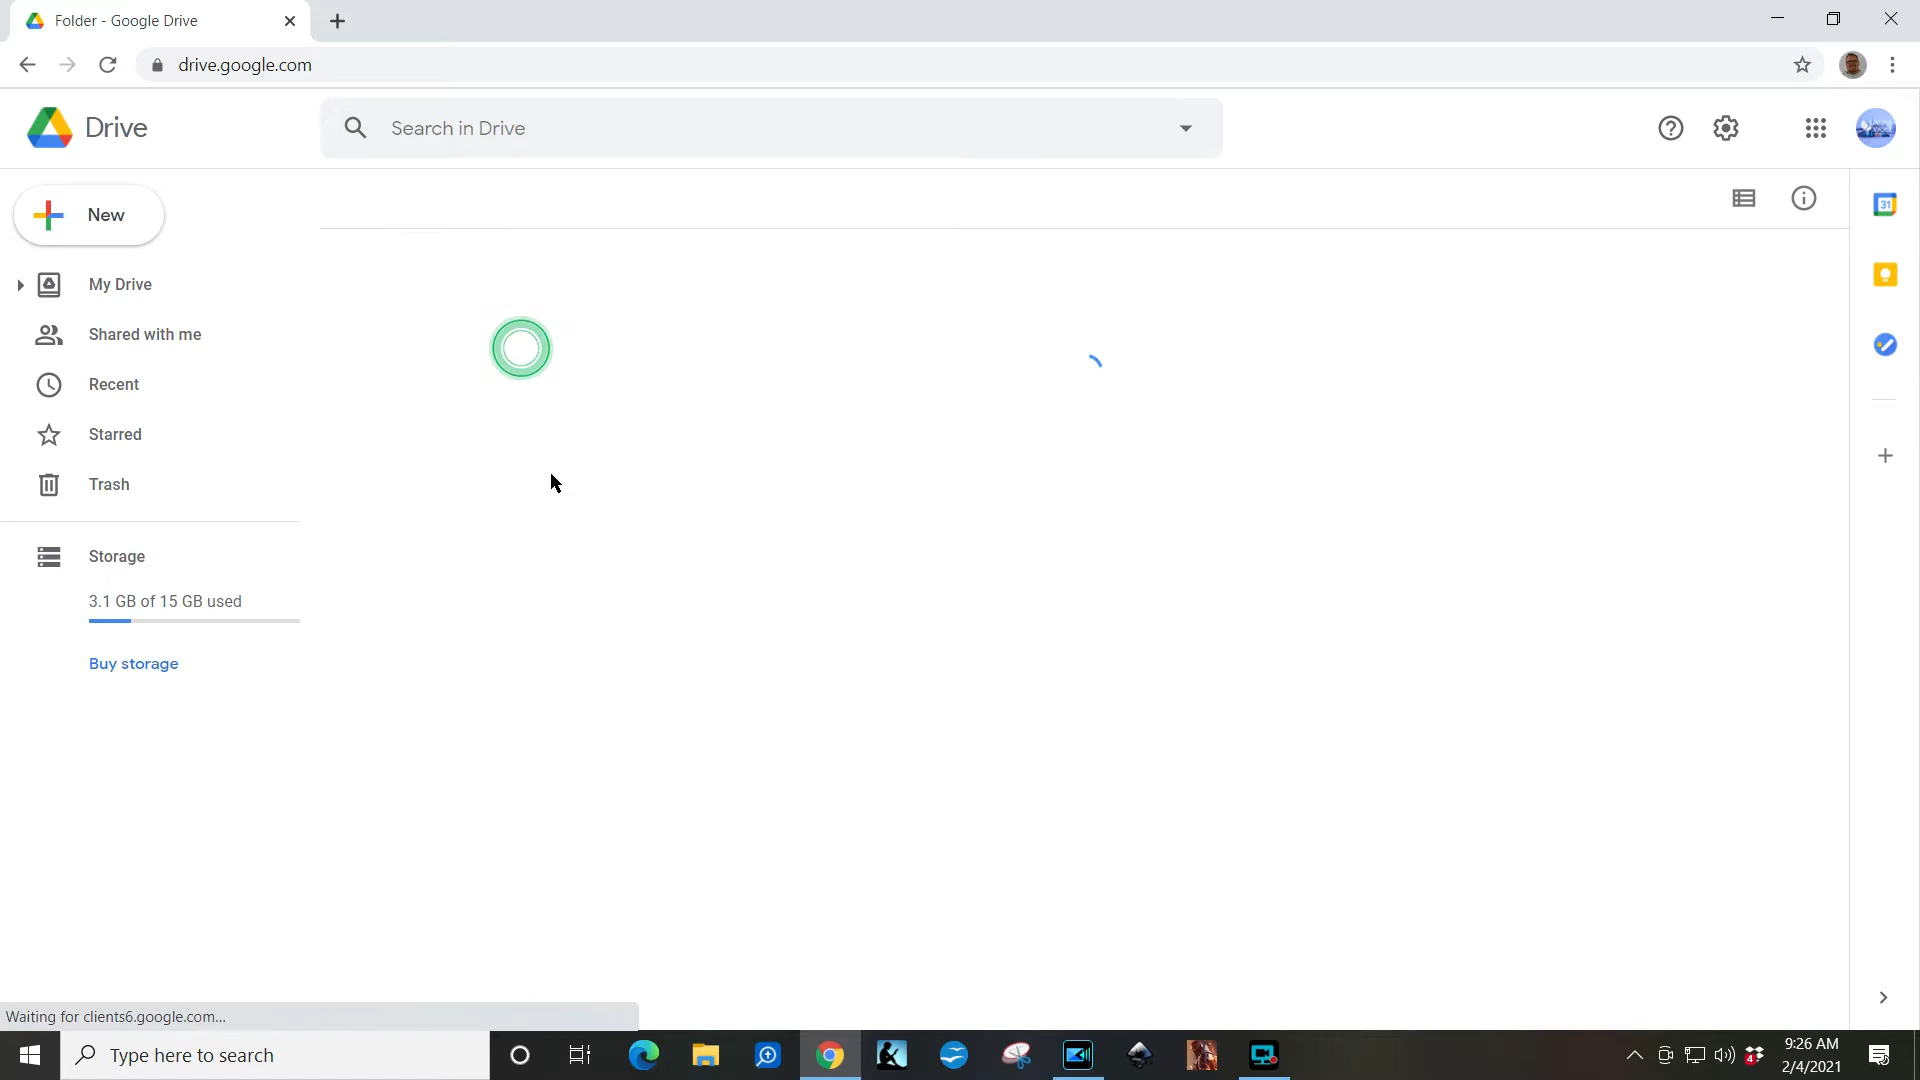 Folder - Google Drive
drive.google.com
Drive
Search in Drive
New
31
My Drive
Shared with me
Recent
Starred
Trash
Storage
3.1 GB of 15 GB used
Buy storage
Waiting for clients6.google.com...
Type here to search
4
9:26 AM
2/4/2021